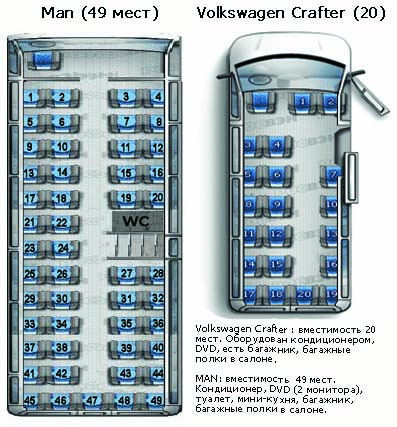 Man (49 мест)
Volkswagen Crafter (20)
1 2 3 4
5 6 7 8
9 10 11 12
13 14 15 16
17 18 19 20
21 22 WC
23 24
25 26 27 28
29 30 31 32
33 34 35 36
37 38 39 40
41 42 43 44
45 46 47 48 49
1 2
3 4
5 6 7
8 9 10
11 12 13
14 15 16
17 18 19 20
Volkswagen Crafter : вместимость 20
мест. Оборудован кондиционером,
DVD, есть багажник, багажные
полки в салоне.
MAN: вместимость 49 мест.
Кондиционер, DVD (2 монитора),
туалет, мини-кухня, багажник,
багажные полки в салоне.